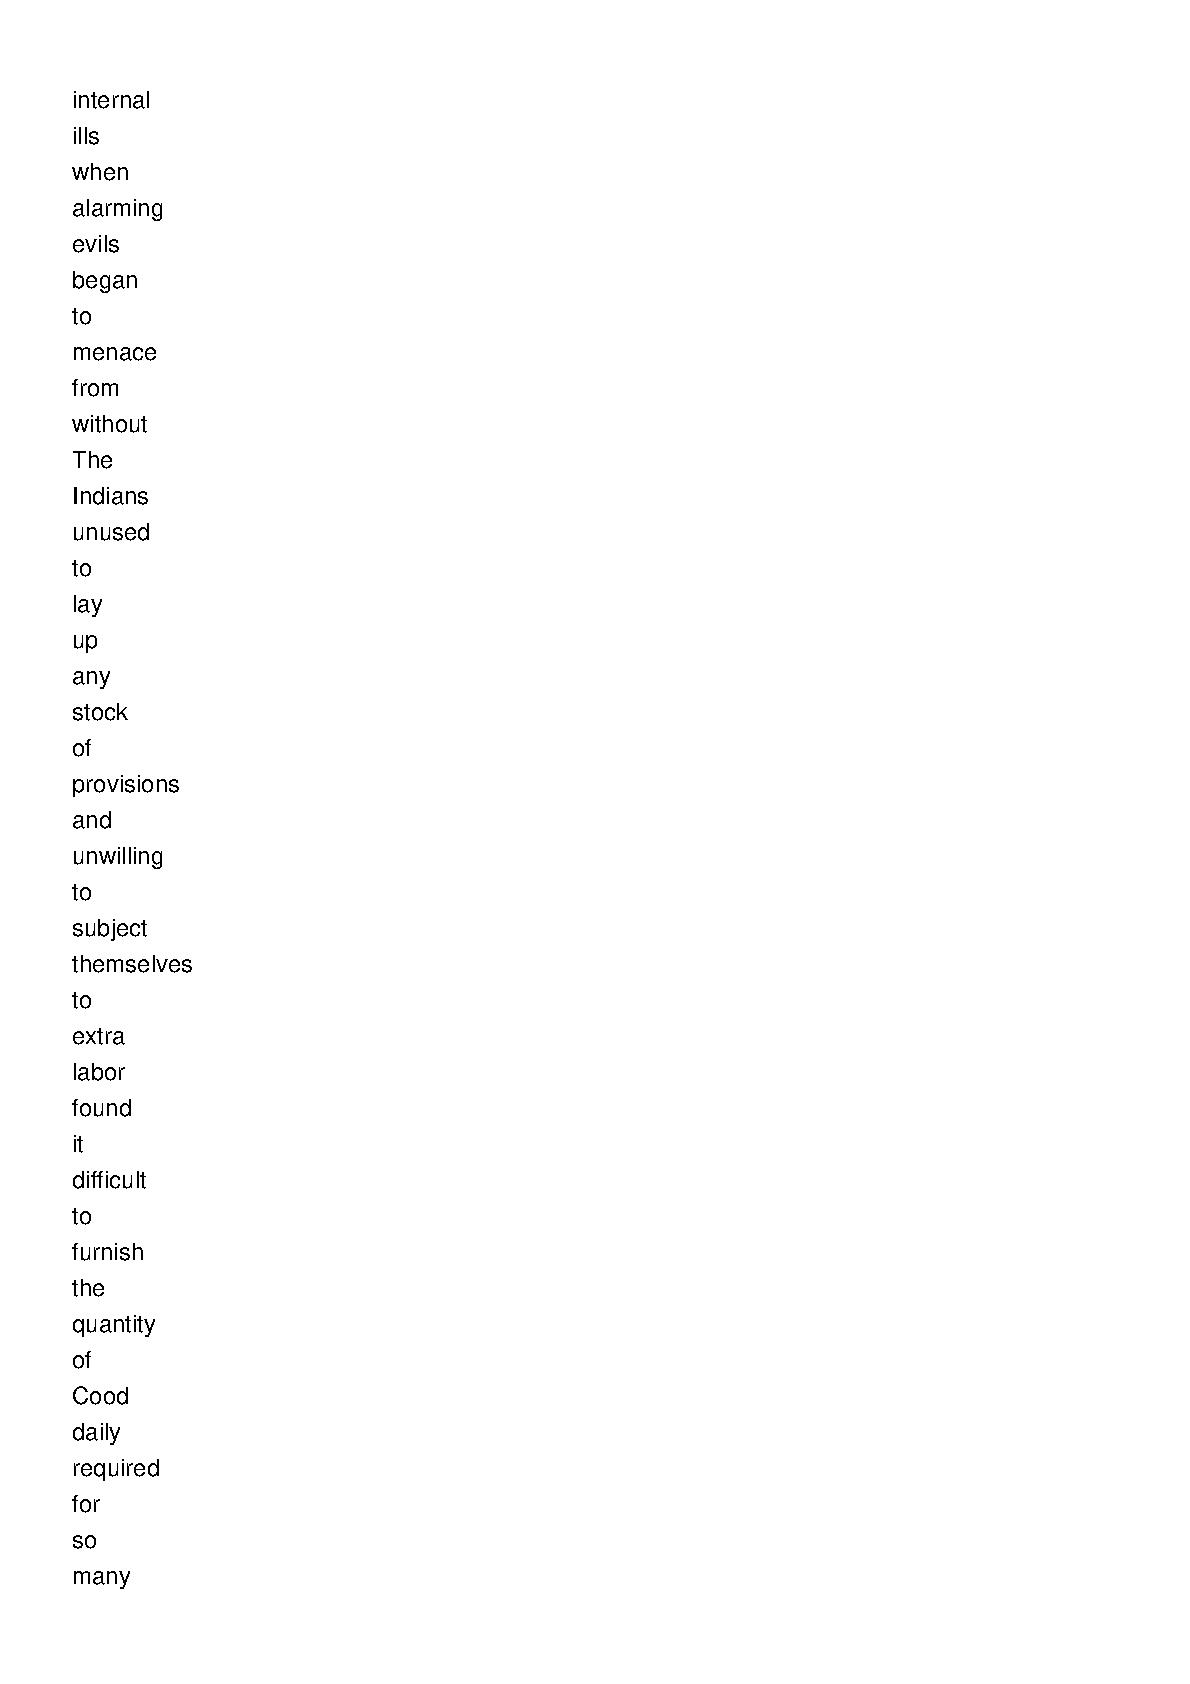 internal
ills
when
alarming
evils
began
to
menace
from
without
The
Indians
unused
to
lay
up
any
stock
of
provisions
and
unwilling
to
subject
themselves
to
extra
labor
found
it
difficult
to
furnish
the
quantity
of
Cood
daily
required
for
so
many